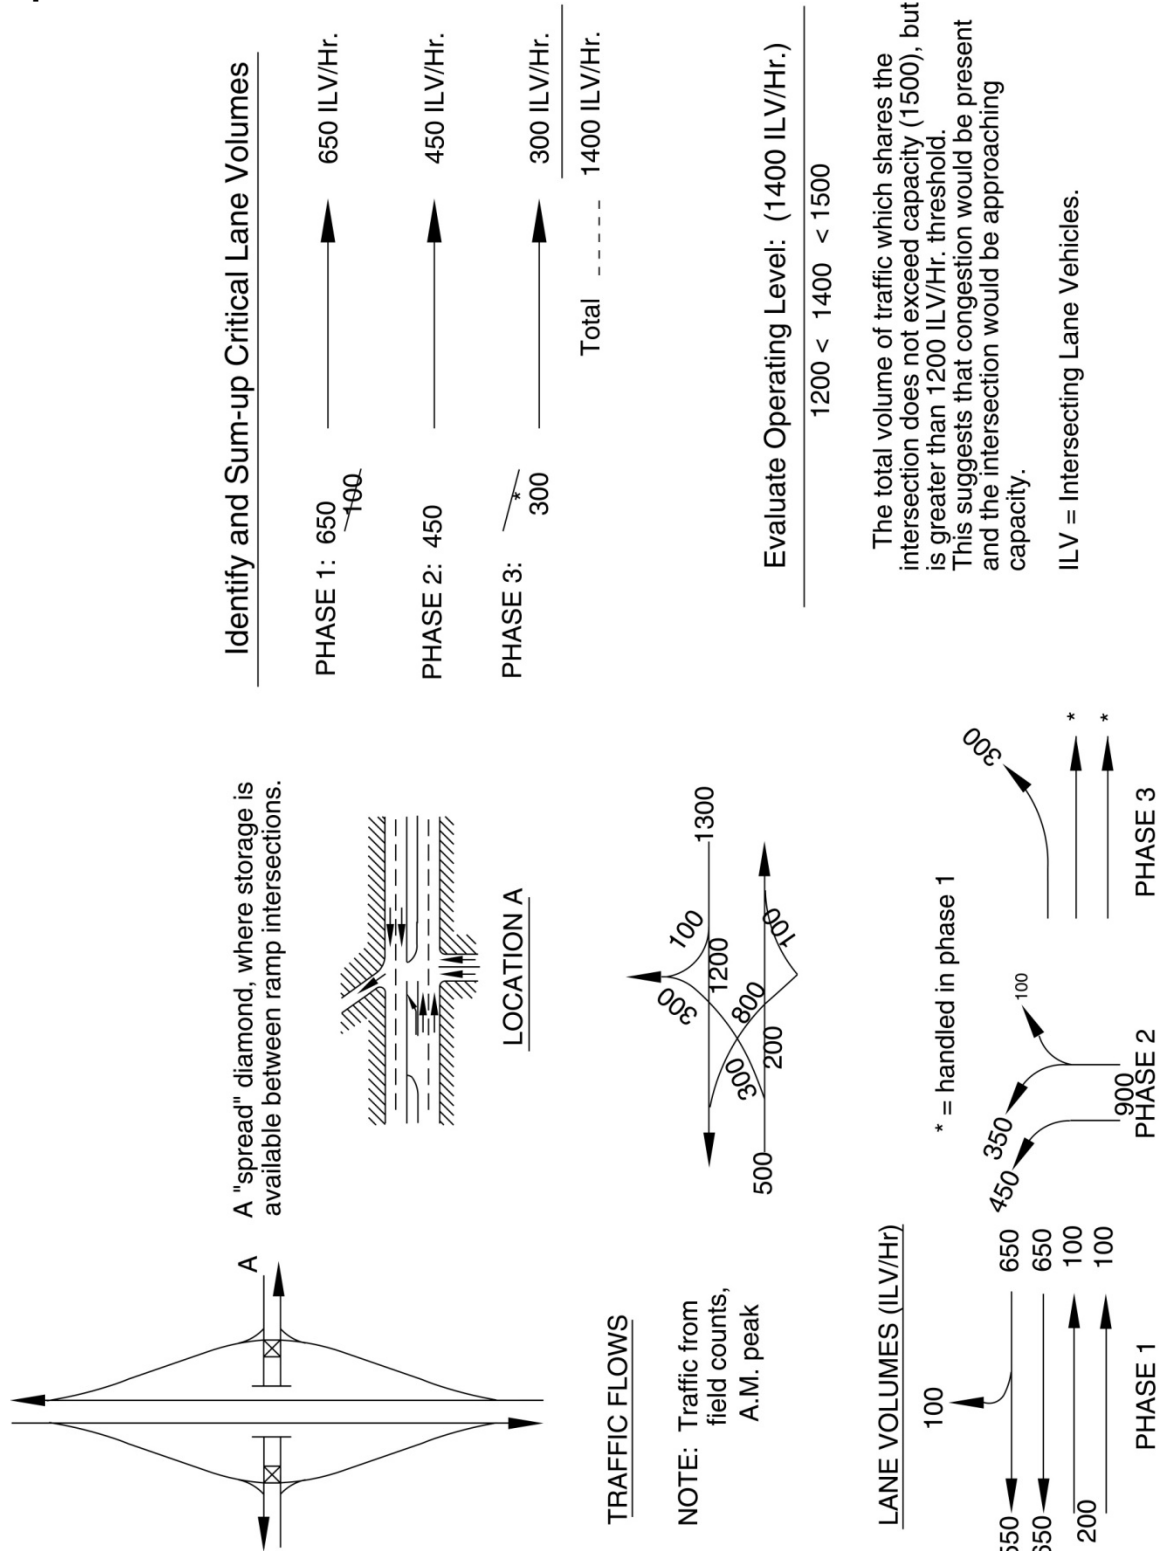 A
A "spread" diamond, where storage is
available between ramp intersections.
LOCATION A
TRAFFIC FLOWS
NOTE: Traffic from
field counts,
A.M. peak
300
100
1300
1200
300
800
500
200
100
LANE VOLUMES (ILV/Hr)
100
550
650
650
650
200
100
100
PHASE 1
* = handled in phase 1
450
350
100
900
PHASE 2
300
*
*
PHASE 3
Identify and Sum-up Critical Lane Volumes
PHASE 1: 650 650 ILV/Hr.
100
PHASE 2: 450 450 ILV/Hr.
PHASE 3: *
300 300 ILV/Hr.
Total ----- 1400 ILV/Hr.
Evaluate Operating Level: (1400 ILV/Hr.)
1200 < 1400 < 1500
The total volume of traffic which shares the
intersection does not exceed capacity (1500), but
is greater than 1200 ILV/Hr. threshold.
This suggests that congestion would be present
and the intersection would be approaching
capacity.
ILV = Intersecting Lane Vehicles.